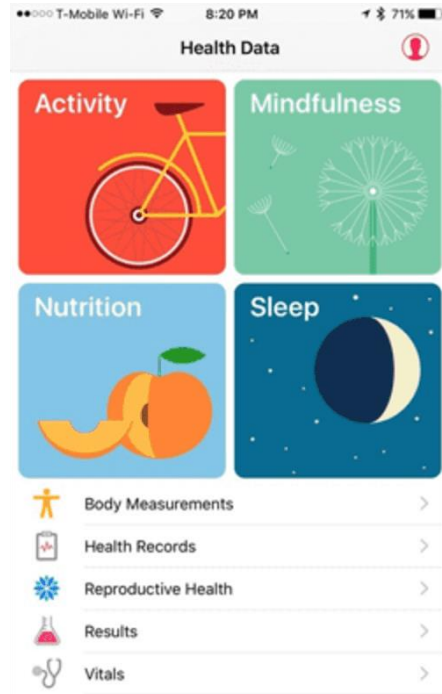 T-Mobile Wi-Fi 8:20 PM 71%
Health Data
Activity Mindfulness
Nutrition Sleep
Body Measurements
Health Records
Reproductive Health
Results
Vitals